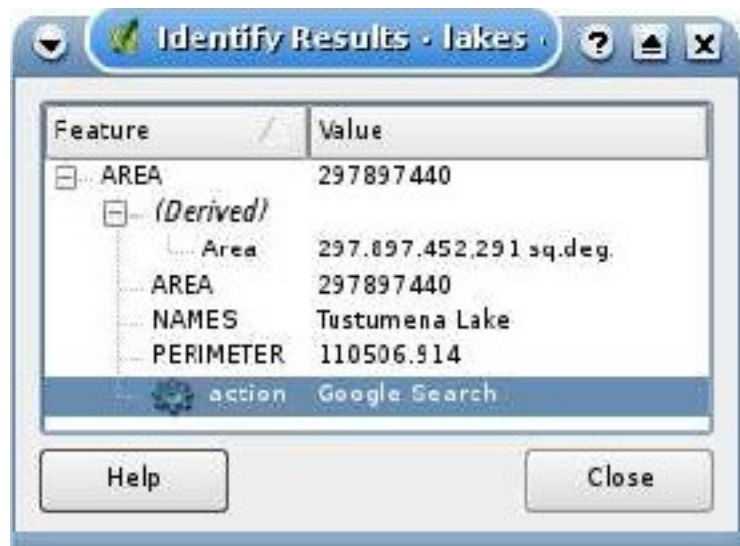 Identify Results - lakes
?
Feature Value
AREA 297897440
(Derived)
Area 297.897.452,291 sq.deg.
AREA 297897440
NAMES Tustumena Lake
PERIMETER 110506.914
action Google Search
Help Close